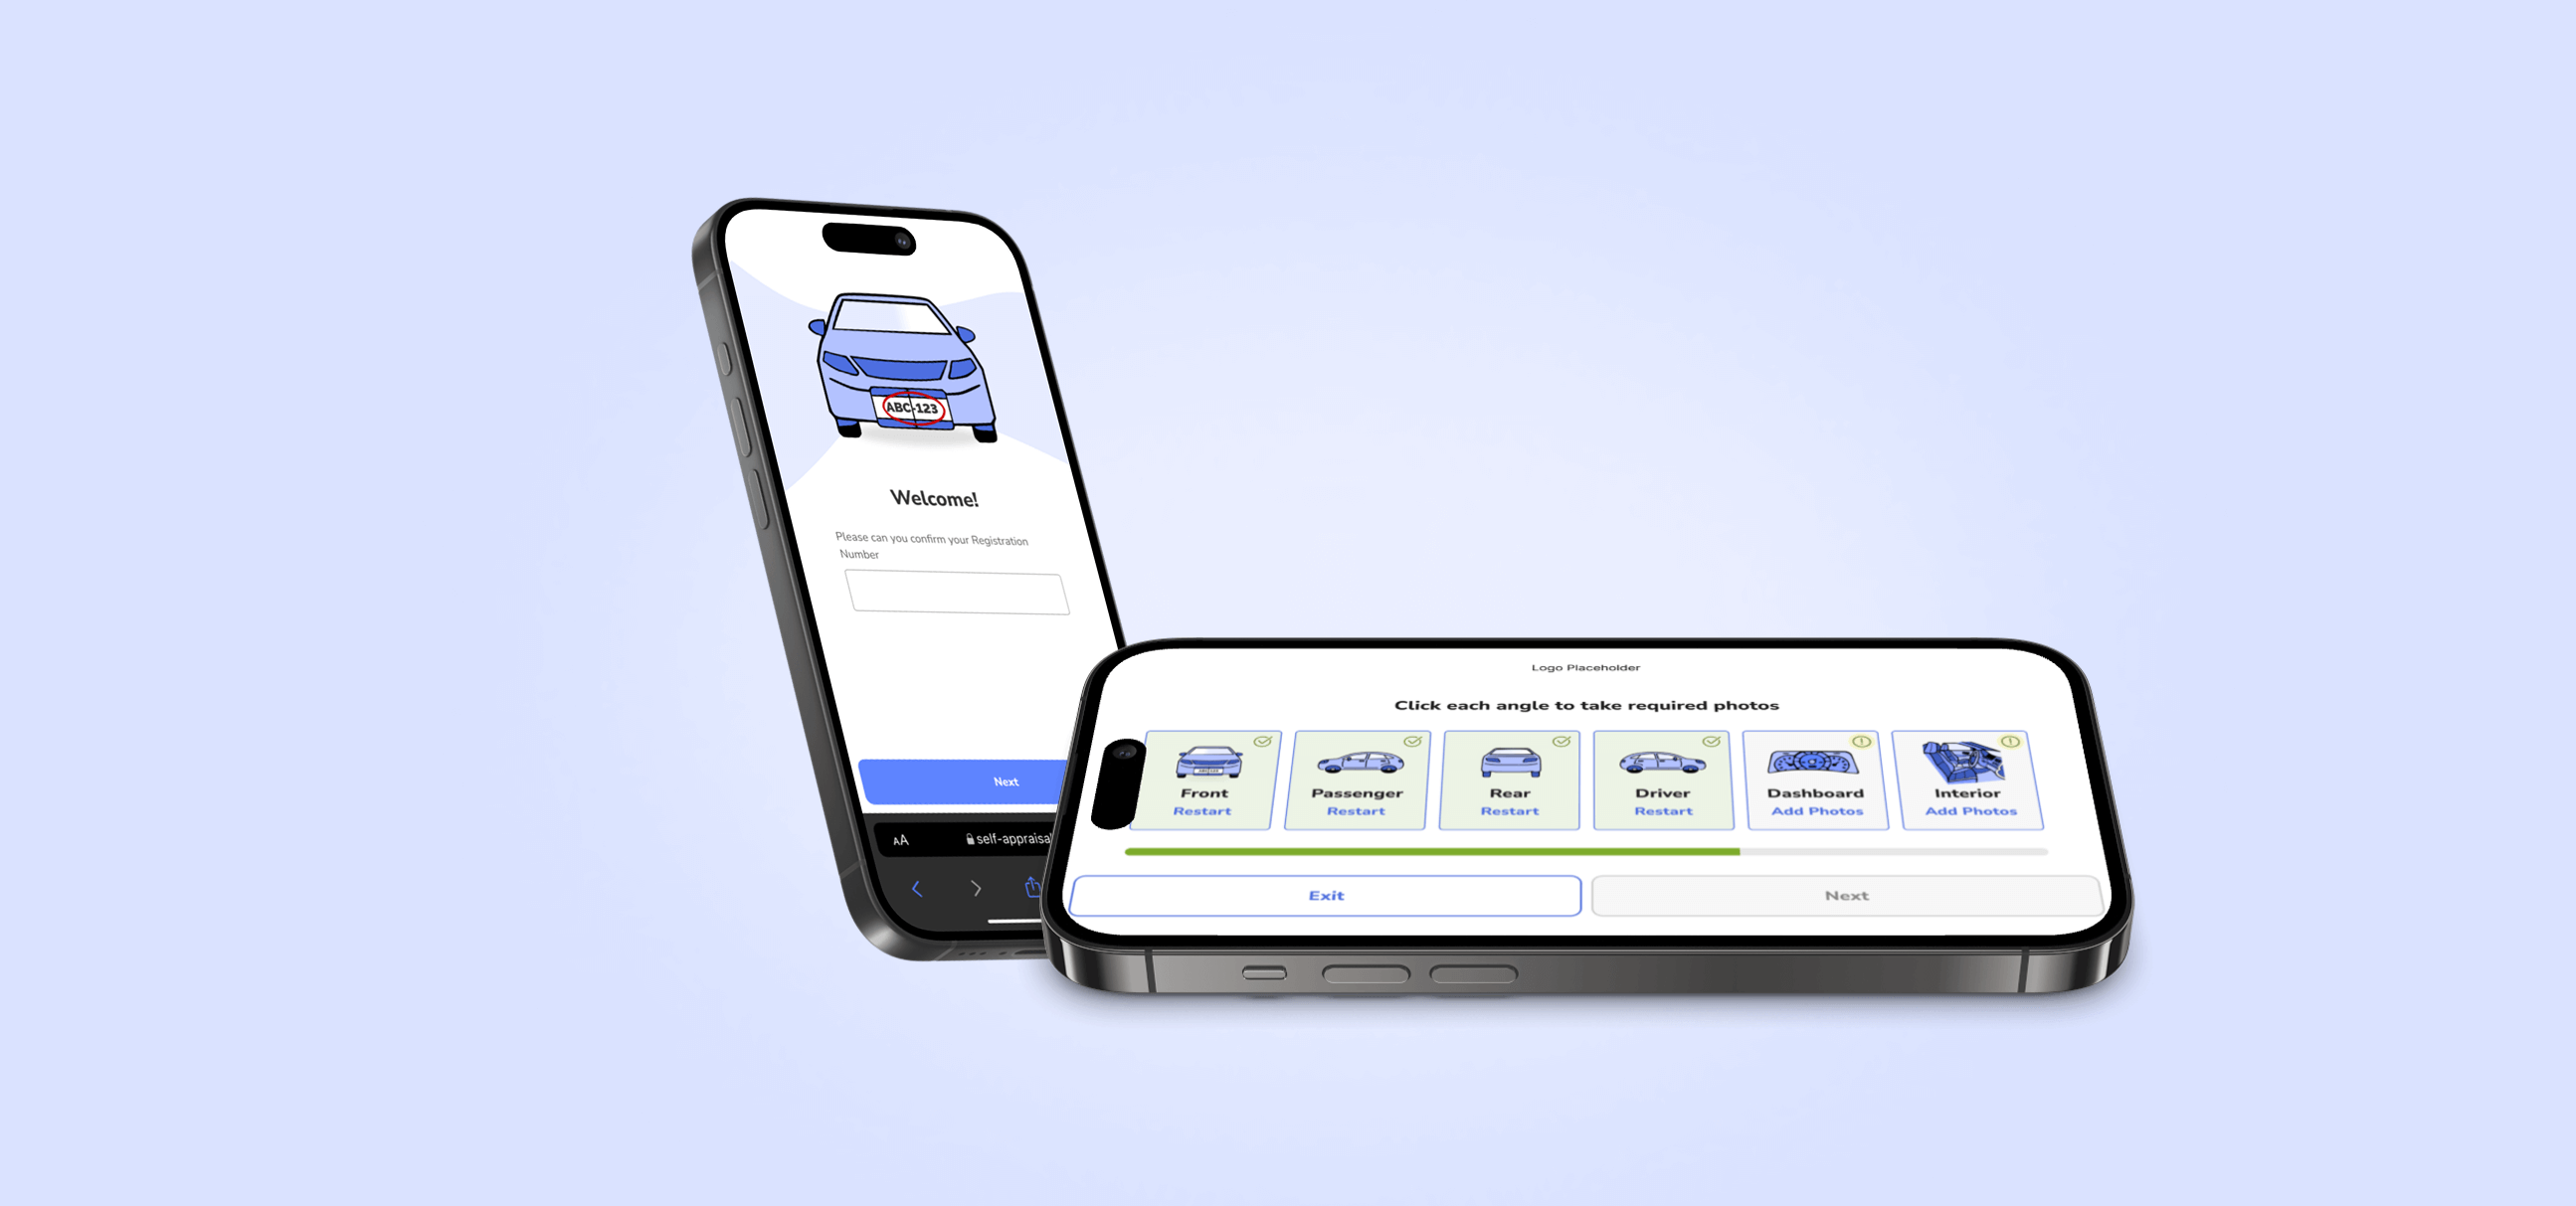 ABC-123
Welcome!
Please can you confirm your Registration
Number
Next
AA
self-appraisal
Logo Placeholder
Click each angle to take required photos
Front
Restart
Passenger
Restart
Rear
Restart
Driver
Restart
Dashboard
Add Photos
Interior
Add Photos
Exit
Next